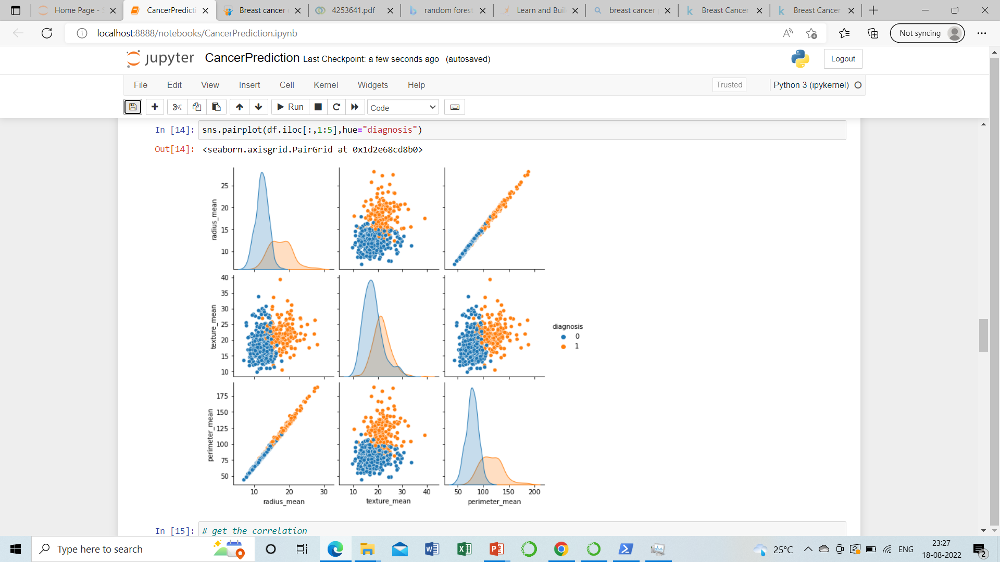 Home Page - S
CancerPredicti
Breast cancer
4253641.pdf
random forest
Learn and Buil
breast cancer
Breast Cancer
Breast Cancer
localhost:8888/notebooks/CancerPrediction.ipynb
Not syncing
jupyter CancerPrediction Last Checkpoint: a few seconds ago (autosaved)
Logout
File Edit View Insert Cell Kernel Widgets Help
Trusted
Python 3 (ipykernel)
Run
Code
In [14]: sns.pairplot(df.iloc[:,1:5],hue="diagnosis")
Out[14]: <seaborn.axisgrid.PairGrid at 0x1d2e68cd8b0>
25
20
15
10
radius_mean
40
35
30
25
20
15
10
texture_mean
diagnosis
0
1
175
150
125
100
75
50
perimeter_mean
10 20 30
10 20 30 40
50 100 150 200
radius_mean
texture_mean
perimeter_mean
In [15]: # get the correlation
Type here to search
25°C
ENG
23:27
18-08-2022
2